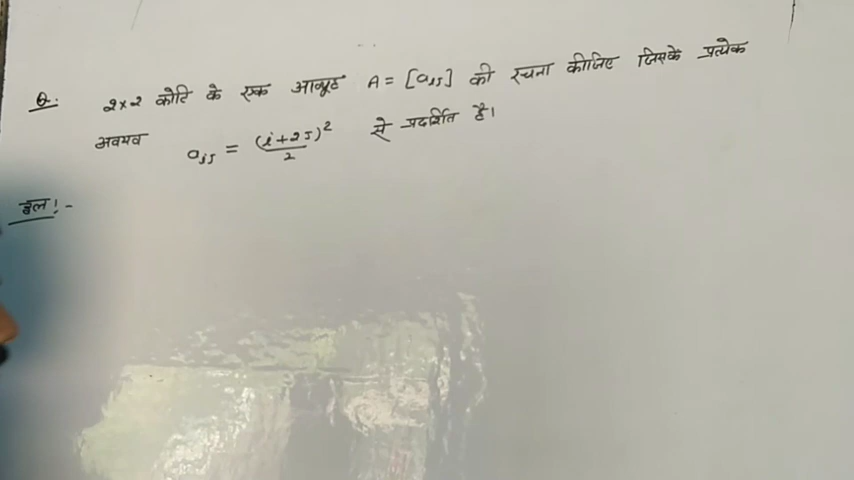 Q: 2×2 कोटि के एक आव्यूह A = [aij] की रचना कीजिए जिसके प्रत्येक
अवयव aij = (i+2j)²/2 से प्रदर्शित है।
हल!-